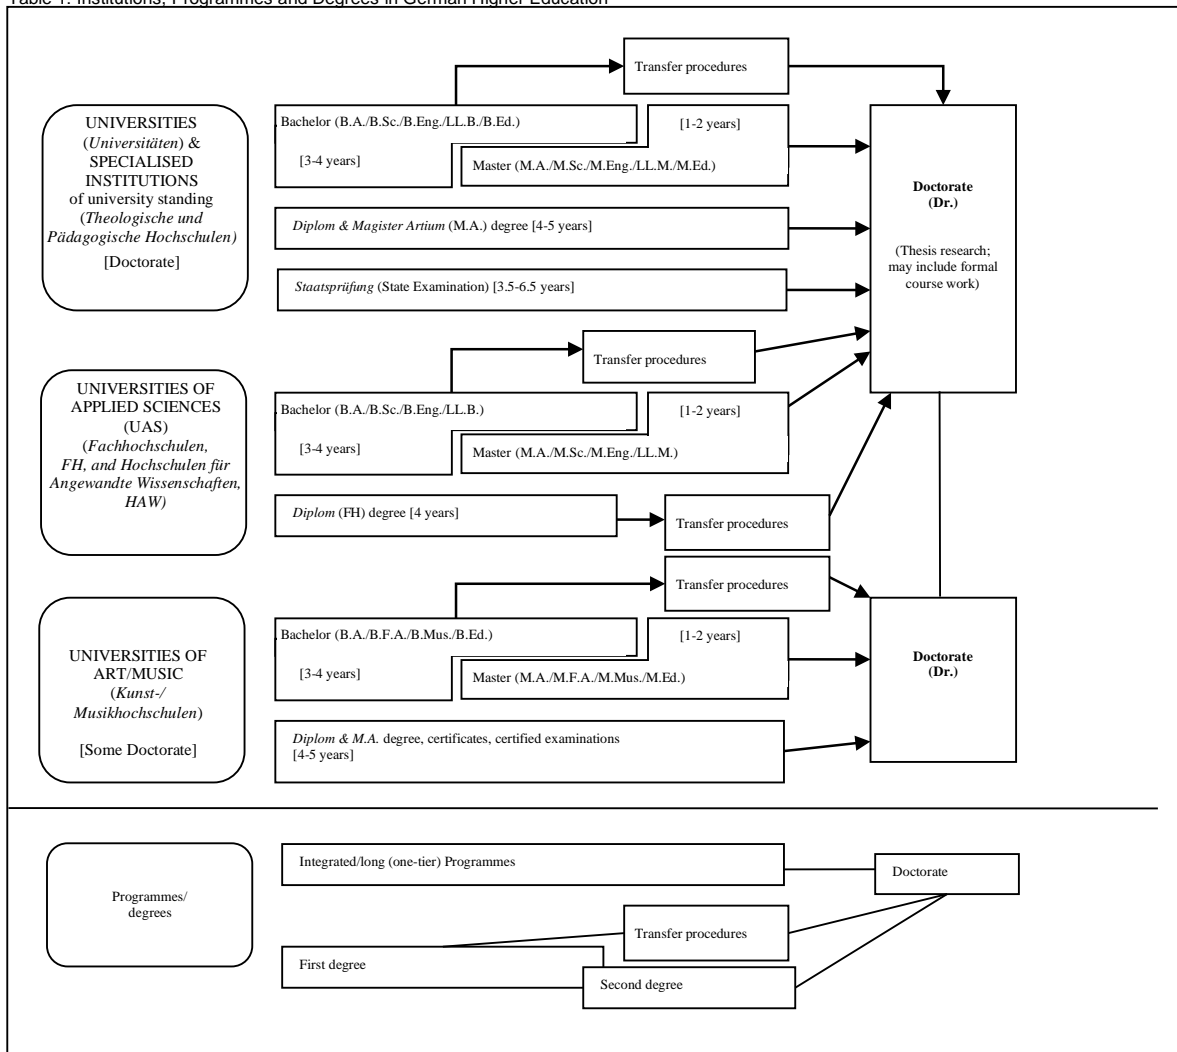 Table 1: Institutions, Programmes and Degrees in German Higher Education
Transfer procedures
UNIVERSITIES
(Universitäten) &
SPECIALISED
INSTITUTIONS
of university standing
(Theologische und
Pädagogische Hochschulen)
[Doctorate]
Bachelor (B.A./B.Sc./B.Eng./LL.B./B.Ed.)
[3-4 years]
[1-2 years]
Master (M.A./M.Sc./M.Eng./LL.M./M.Ed.)
Diplom & Magister Artium (M.A.) degree [4-5 years]
Staatsprüfung (State Examination) [3.5-6.5 years]
Doctorate
(Dr.)
(Thesis research;
may include formal
course work)
Transfer procedures
UNIVERSITIES OF
APPLIED SCIENCES
(UAS)
(Fachhochschulen,
FH, and Hochschulen für
Angewandte Wissenschaften,
HAW)
Bachelor (B.A./B.Sc./B.Eng./LL.B.)
[3-4 years]
[1-2 years]
Master (M.A./M.Sc./M.Eng./LL.M.)
Diplom (FH) degree [4 years]
Transfer procedures
Transfer procedures
UNIVERSITIES OF
ART/MUSIC
(Kunst-/
Musikhochschulen)
[Some Doctorate]
Bachelor (B.A./B.F.A./B.Mus./B.Ed.)
[3-4 years]
[1-2 years]
Master (M.A./M.F.A./M.Mus./M.Ed.)
Diplom & M.A. degree, certificates, certified examinations
[4-5 years]
Doctorate
(Dr.)
Programmes/
degrees
Integrated/long (one-tier) Programmes
Doctorate
Transfer procedures
First degree
Second degree